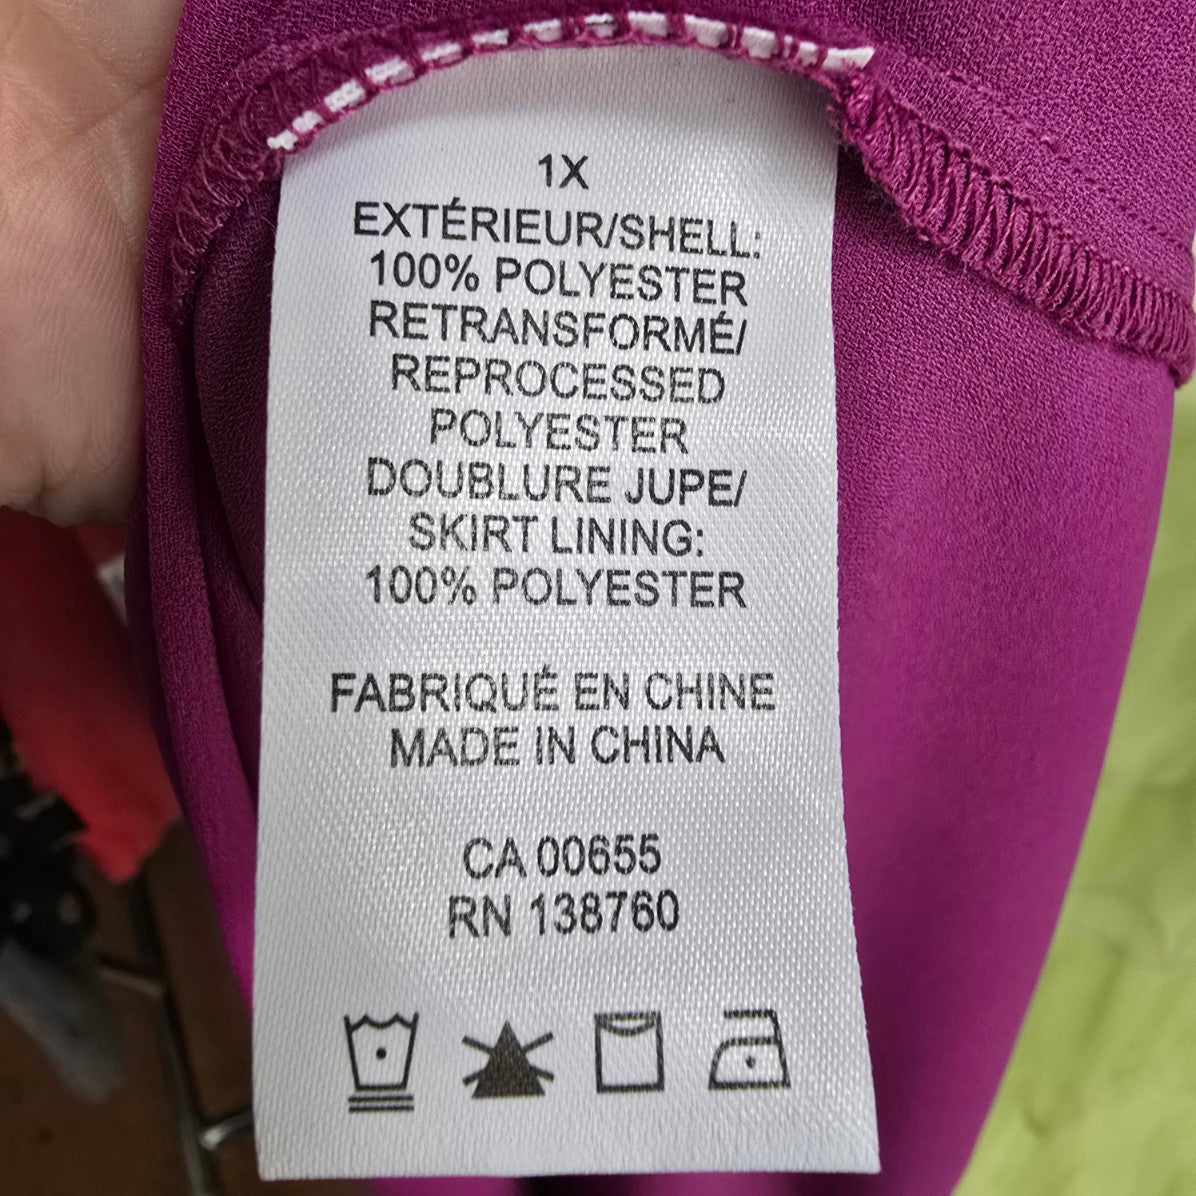 1X
EXTÉRIEUR/SHELL:
100% POLYESTER
RETRANSFORMÉ/
REPROCESSED
POLYESTER
DOUBLURE JUPE/
SKIRT LINING:
100% POLYESTER
FABRIQUÉ EN CHINE
MADE IN CHINA
CA 00655
RN 138760